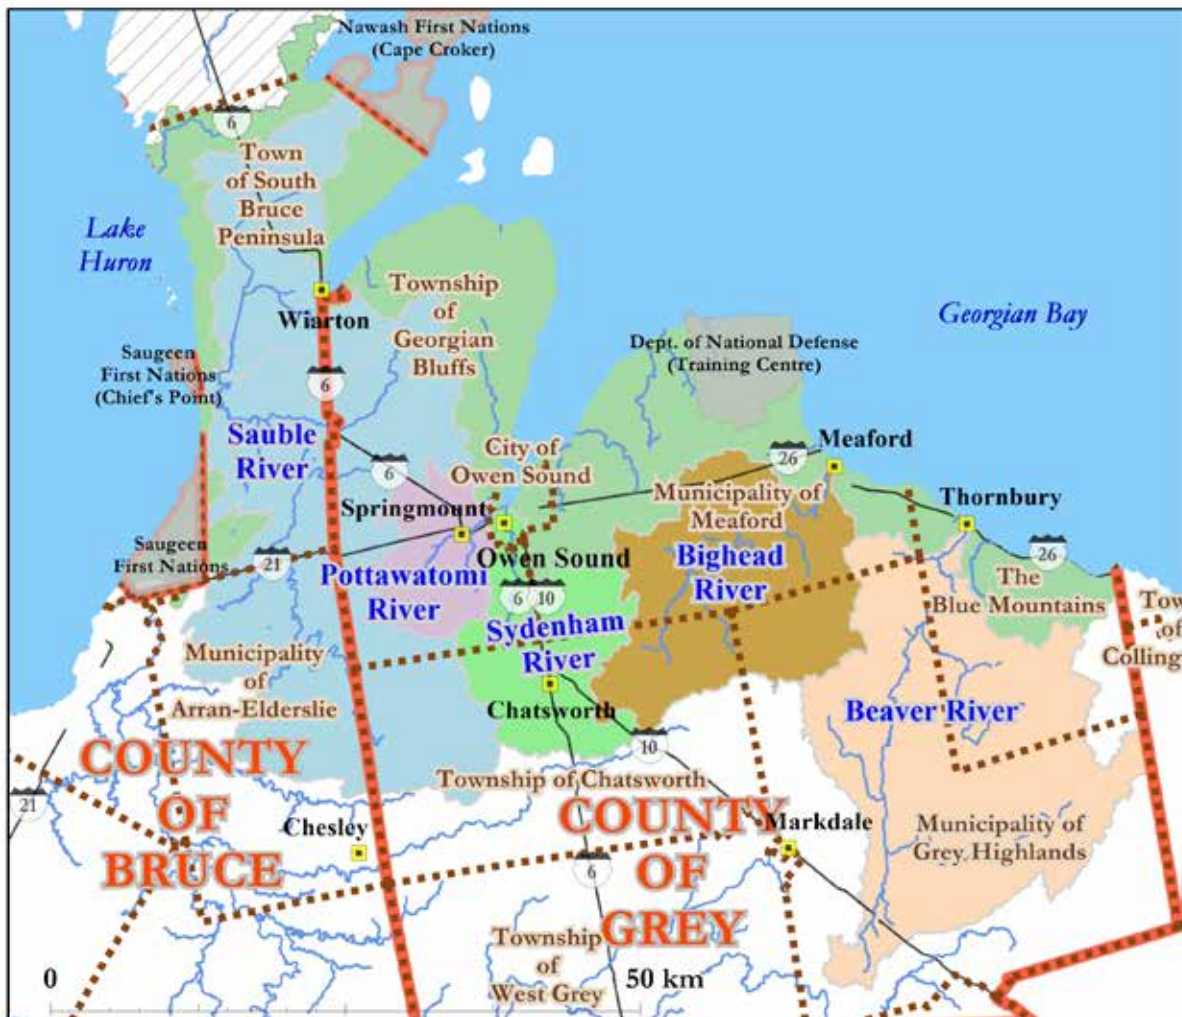 Nawash First Nations
(Cape Croker)
6
Town
of South
Bruce
Peninsula
Lake
Huron
Township
of
Georgian
Bluffs
Georgian Bay
Wiarton
Dept. of National Defense
(Training Centre)
Saugeen
First Nations
(Chief's Point)
6
Sauble
River
City of
Owen Sound
Meaford
26
6
Springmount
Municipality of
Meaford
Thornbury
Saugeen
First Nations
21
Owen Sound
Pottawatomi
River
Bighead
River
26
The
Blue Mountains
6
10
Sydenham
River
Tow
of
Colling
Municipality
of
Arran-Elderslie
Chatsworth
Beaver River
10
COUNTY
OF
BRUCE
Township of Chatsworth
21
Chesley
COUNTY
OF
GREY
Markdale
Municipality of
Grey Highlands
6
Township
of
West Grey
0
50 km